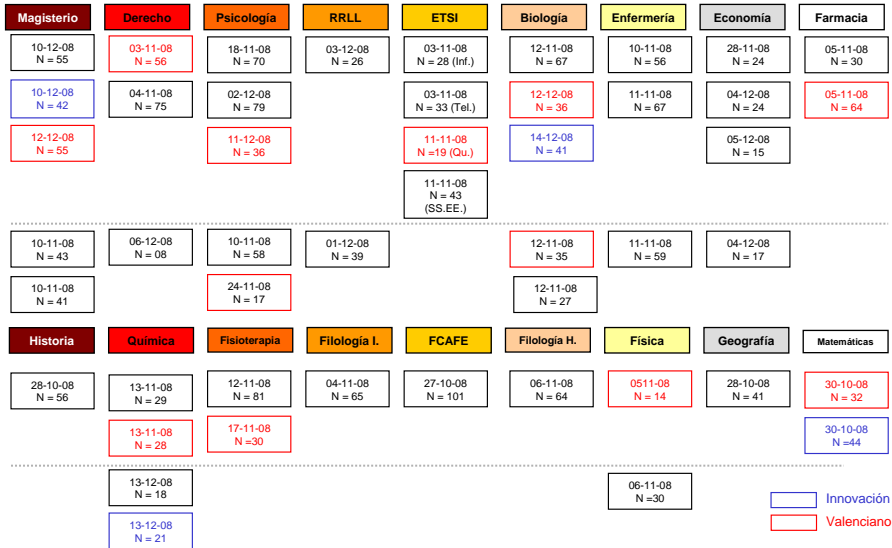 Magisterio
Derecho
Psicología
RRLL
ETSI
Biología
Enfermería
Economía
Farmacia
10-12-08
N = 55
03-11-08
N = 56
18-11-08
N = 70
03-12-08
N = 26
03-11-08
N = 28 (Inf.)
12-11-08
N = 67
10-11-08
N = 56
28-11-08
N = 24
05-11-08
N = 30
10-12-08
N = 42
04-11-08
N = 75
02-12-08
N = 79
03-11-08
N = 33 (Tel.)
12-12-08
N = 36
11-11-08
N = 67
04-12-08
N = 24
05-11-08
N = 64
12-12-08
N = 55
11-12-08
N = 36
11-11-08
N =19 (Qu.)
14-12-08
N = 41
05-12-08
N = 15
11-11-08
N = 43
(SS.EE.)
10-11-08
N = 43
06-12-08
N = 08
10-11-08
N = 58
01-12-08
N = 39
12-11-08
N = 35
11-11-08
N = 59
04-12-08
N = 17
10-11-08
N = 41
24-11-08
N = 17
12-11-08
N = 27
Historia
Química
Fisioterapia
Filología I.
FCAFE
Filología H.
Física
Geografía
Matemáticas
28-10-08
N = 56
13-11-08
N = 29
12-11-08
N = 81
04-11-08
N = 65
27-10-08
N = 101
06-11-08
N = 64
0511-08
N = 14
28-10-08
N = 41
30-10-08
N = 32
13-11-08
N = 28
17-11-08
N =30
30-10-08
N =44
13-12-08
N = 18
06-11-08
N =30
13-12-08
N = 21
Innovación
Valenciano